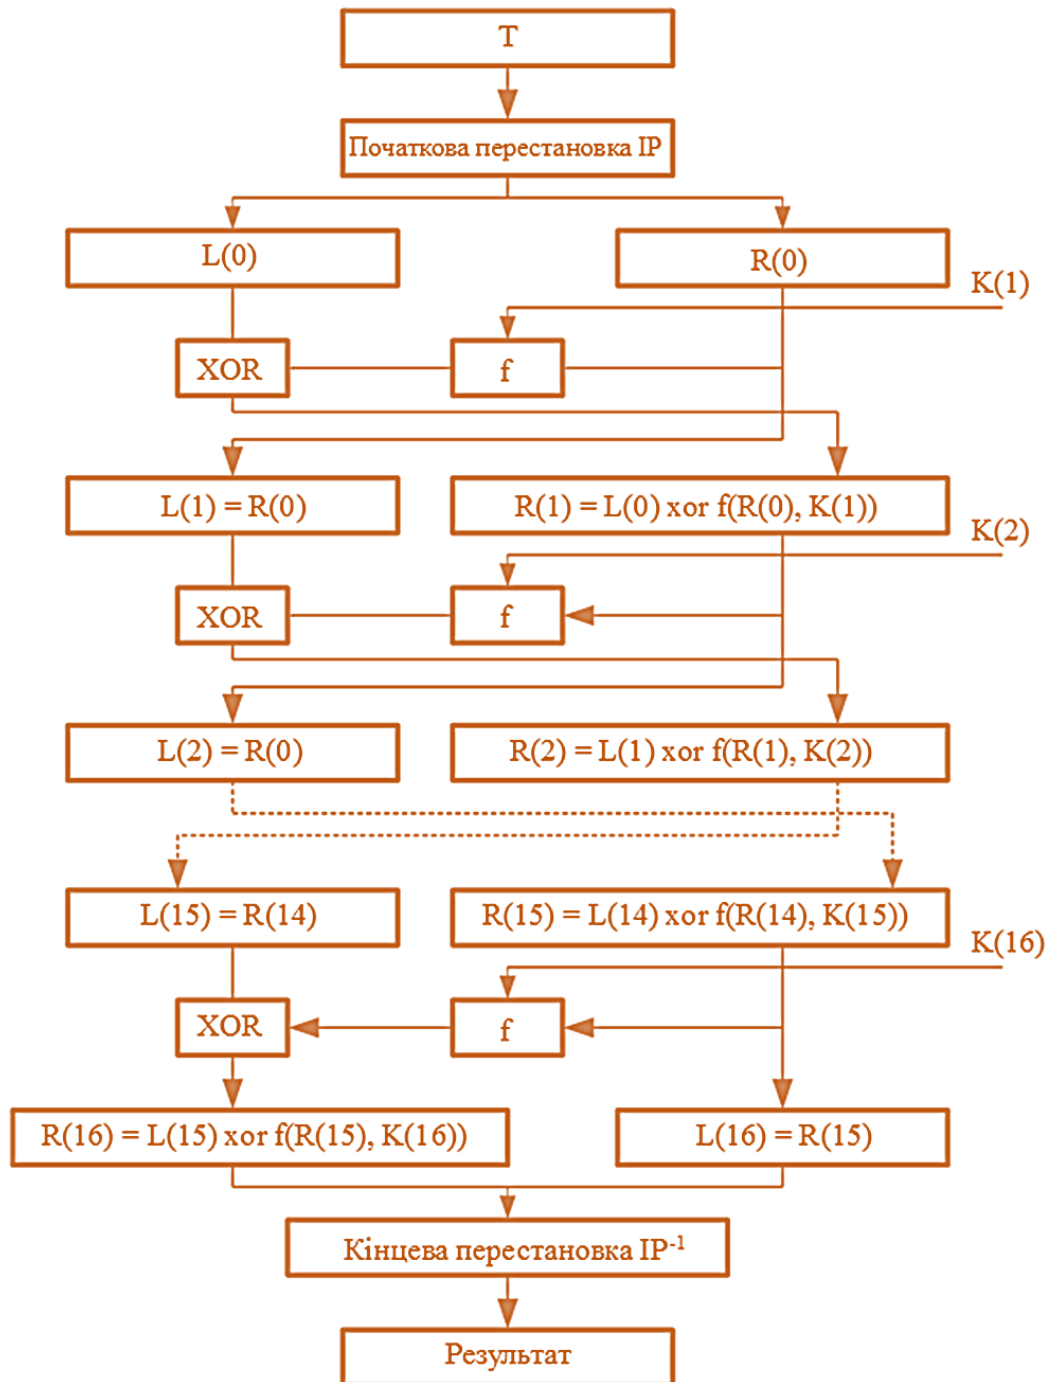 T
Початкова перестановка IP
L(0)
R(0)
K(1)
XOR
f
L(1) = R(0)
R(1) = L(0) xor f(R(0), K(1))
K(2)
XOR
f
L(2) = R(0)
R(2) = L(1) xor f(R(1), K(2))
L(15) = R(14)
R(15) = L(14) xor f(R(14), K(15))
K(16)
XOR
f
R(16) = L(15) xor f(R(15), K(16))
L(16) = R(15)
Кінцева перестановка IP⁻¹
Результат